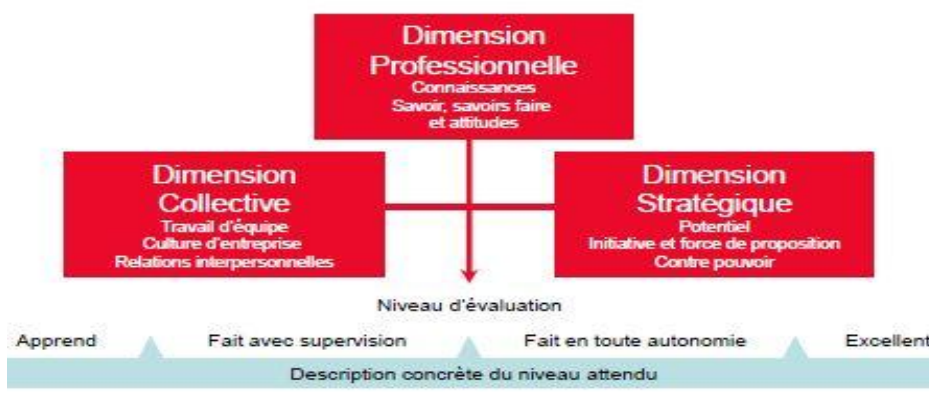 Dimension
Professionnelle
Connaissances
Savoir, savoirs faire
et attitudes
Dimension
Collective
Travail d'équipe
Culture d'entreprise
Relations interpersonnelles
Dimension
Stratégique
Potentiel
Initiative et force de proposition
Contre pouvoir
Niveau d'évaluation
Apprend
Fait avec supervision
Fait en toute autonomie
Excellent
Description concrète du niveau attendu